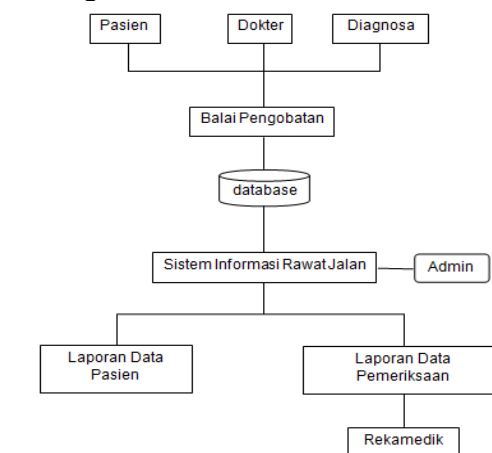 Pasien
Dokter
Diagnosa
Balai Pengobatan
database
Sistem Informasi Rawat Jalan
Admin
Laporan Data
Pasien
Laporan Data
Pemeriksaan
Rekamedik